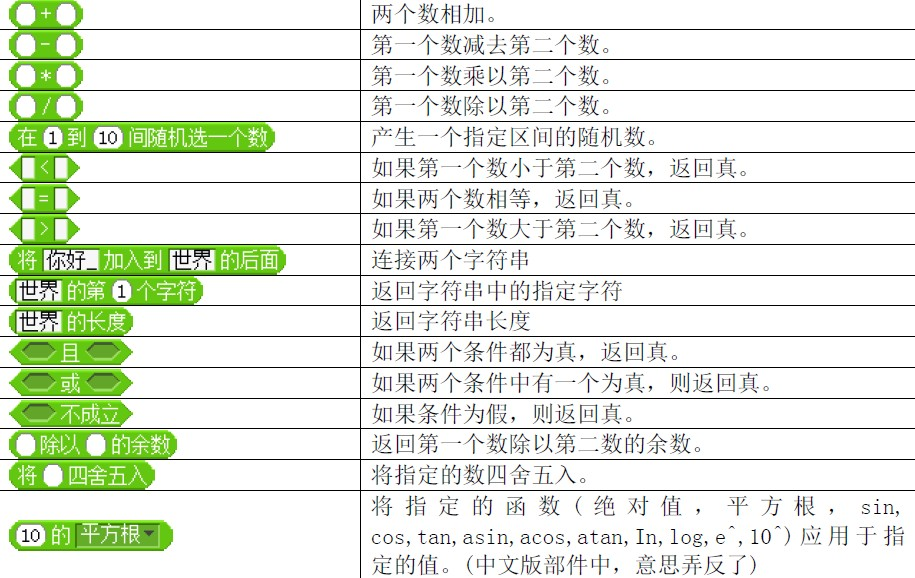 + 两个数相加。
- 第一个数减去第二个数。
* 第一个数乘以第二个数。
/ 第一个数除以第二个数。
在 1 到 10 间随机选一个数 产生一个指定区间的随机数。
< 如果第一个数小于第二个数，返回真。
= 如果两个数相等，返回真。
> 如果第一个数大于第二个数，返回真。
将 你好_ 加入到 世界 的后面 连接两个字符串
世界 的第 1 个字符 返回字符串中的指定字符
世界 的长度 返回字符串长度
且 如果两个条件都为真，返回真。
或 如果两个条件中有一个为真，则返回真。
不成立 如果条件为假，则返回真。
除以 的余数 返回第一个数除以第二数的余数。
将 四舍五入 将指定的数四舍五入。
10 的 平方根 将指定的函数(绝对值，平方根，sin,
cos,tan,asin,acos,atan,In,log,e^,10^)应用于指
定的值。(中文版部件中，意思弄反了)